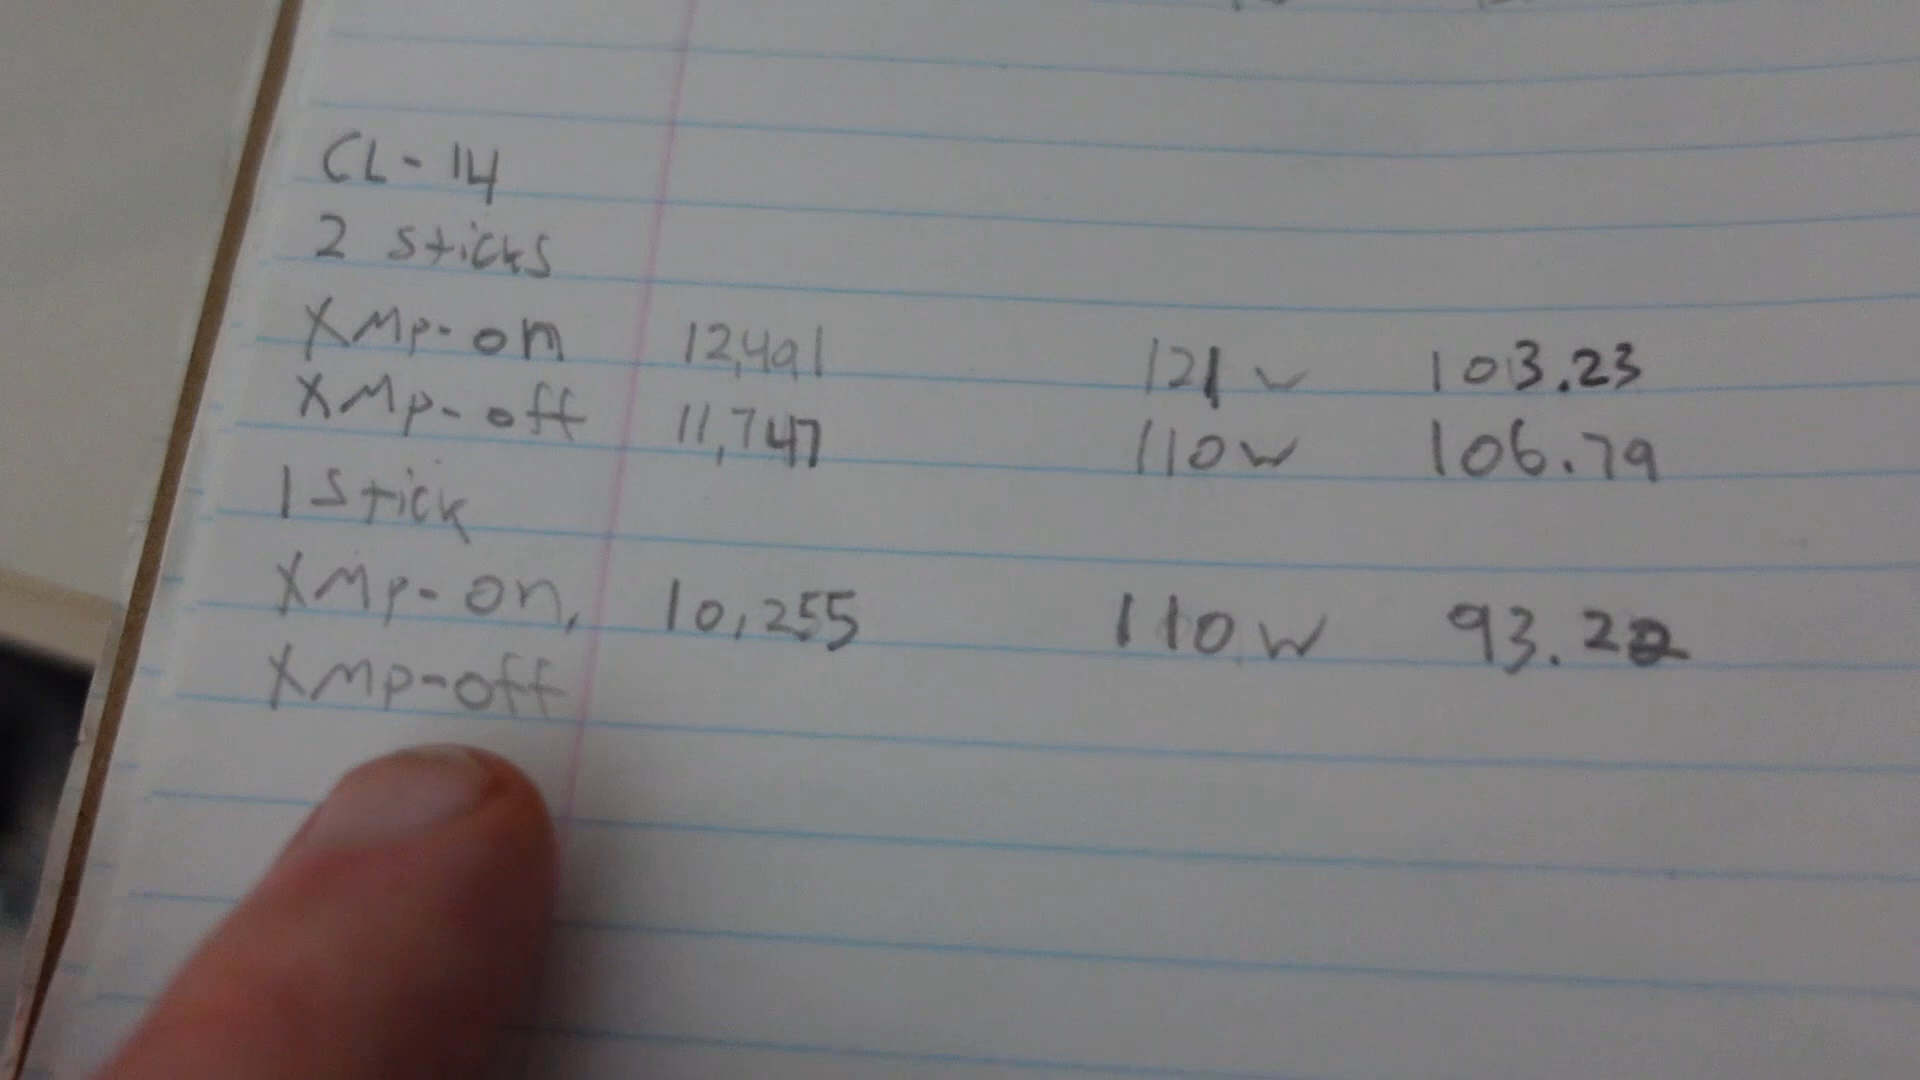 CL-14
2 sticks
XMP-on 12,491 121w 103.23
XMP-off 11,747 110w 106.79
1 stick
XMP-on, 10,255 110w 93.22
XMP-off